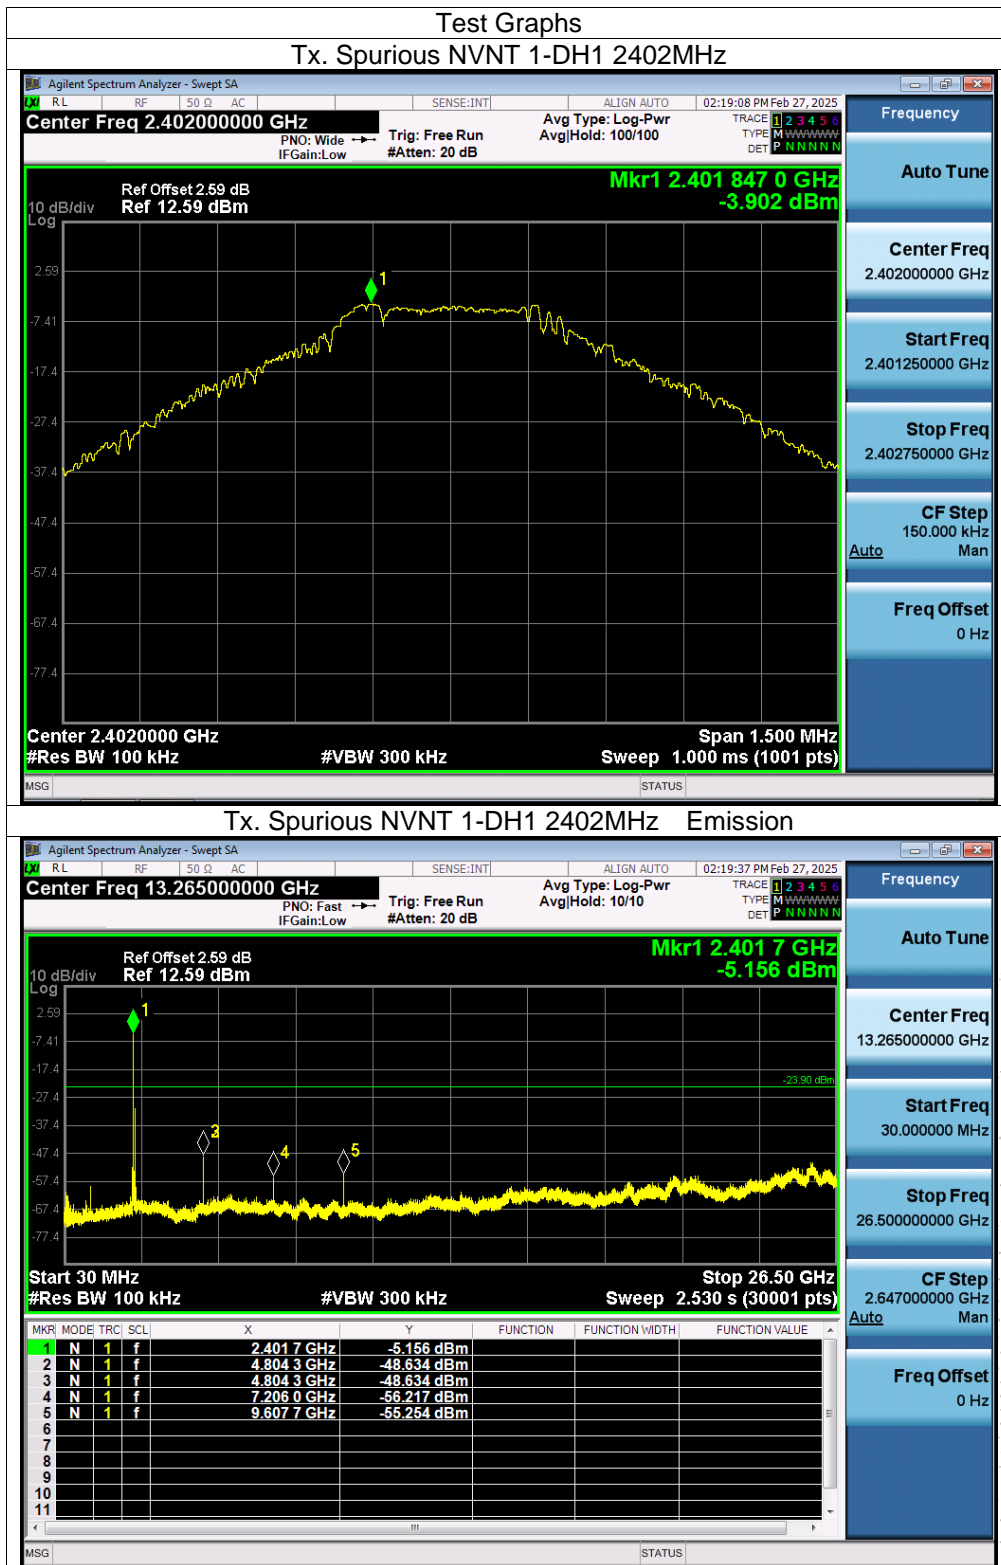 Test Graphs
Tx. Spurious NVNT 1-DH1 2402MHz
Agilent Spectrum Analyzer - Swept SA
LXI RL RF 50 Ω AC SENSE:INT ALIGN AUTO 02:19:08 PM Feb 27, 2025
Center Freq 2.402000000 GHz
PNO: Wide
IFGain:Low
Trig: Free Run
#Atten: 20 dB
Avg Type: Log-Pwr
Avg|Hold: 100/100
TRACE 1 2 3 4 5 6
TYPE M WWWWW
DET P N N N N N
Mkr1 2.401 847 0 GHz
-3.902 dBm
Ref Offset 2.59 dB
10 dB/div Ref 12.59 dBm
Log
1
2.59
-7.41
-17.4
-27.4
-37.4
-47.4
-57.4
-67.4
-77.4
Center 2.4020000 GHz Span 1.500 MHz
#Res BW 100 kHz #VBW 300 kHz Sweep 1.000 ms (1001 pts)
MSG STATUS
Frequency
Auto Tune
Center Freq
2.402000000 GHz
Start Freq
2.401250000 GHz
Stop Freq
2.402750000 GHz
CF Step
150.000 kHz
Auto Man
Freq Offset
0 Hz
Tx. Spurious NVNT 1-DH1 2402MHz Emission
Agilent Spectrum Analyzer - Swept SA
LXI RL RF 50 Ω AC SENSE:INT ALIGN AUTO 02:19:37 PM Feb 27, 2025
Center Freq 13.265000000 GHz
PNO: Fast
IFGain:Low
Trig: Free Run
#Atten: 20 dB
Avg Type: Log-Pwr
Avg|Hold: 10/10
TRACE 1 2 3 4 5 6
TYPE M WWWWW
DET P N N N N N
Mkr1 2.401 7 GHz
-5.156 dBm
Ref Offset 2.59 dB
10 dB/div Ref 12.59 dBm
Log
1
2.59
-7.41
-17.4
-23.90 dBm
-27.4
-37.4
3
4
5
-47.4
-57.4
-67.4
-77.4
Start 30 MHz Stop 26.50 GHz
#Res BW 100 kHz #VBW 300 kHz Sweep 2.530 s (30001 pts)
MKR MODE TRC SCL X Y FUNCTION FUNCTION WIDTH FUNCTION VALUE
1 N 1 f 2.401 7 GHz -5.156 dBm
2 N 1 f 4.804 3 GHz -48.634 dBm
3 N 1 f 4.804 3 GHz -48.634 dBm
4 N 1 f 7.206 0 GHz -56.217 dBm
5 N 1 f 9.607 7 GHz -55.254 dBm
6
7
8
9
10
11
MSG STATUS
Frequency
Auto Tune
Center Freq
13.265000000 GHz
Start Freq
30.000000 MHz
Stop Freq
26.500000000 GHz
CF Step
2.647000000 GHz
Auto Man
Freq Offset
0 Hz